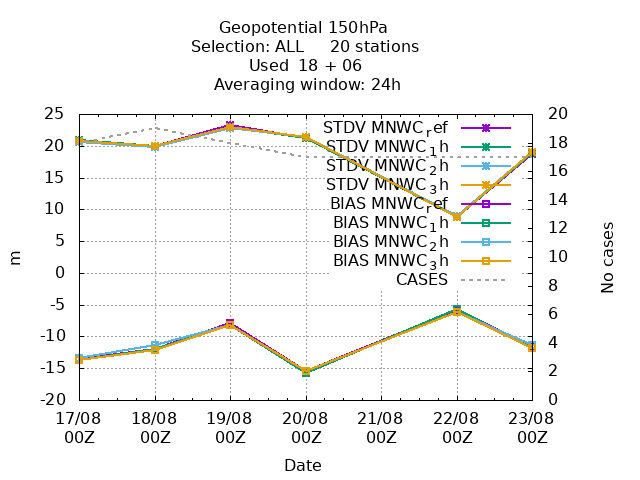 Geopotential 150hPa
Selection: ALL 20 stations
Used 18 + 06
Averaging window: 24h
25
20
15
10
5
0
-5
-10
-15
-20
m
20
18
16
14
12
10
8
6
4
2
0
No cases
STDV MNWC_ref
STDV MNWC_1h
STDV MNWC_2h
STDV MNWC_3h
BIAS MNWC_ref
BIAS MNWC_1h
BIAS MNWC_2h
BIAS MNWC_3h
CASES
17/08 18/08 19/08 20/08 21/08 22/08 23/08
00Z 00Z 00Z 00Z 00Z 00Z 00Z
Date